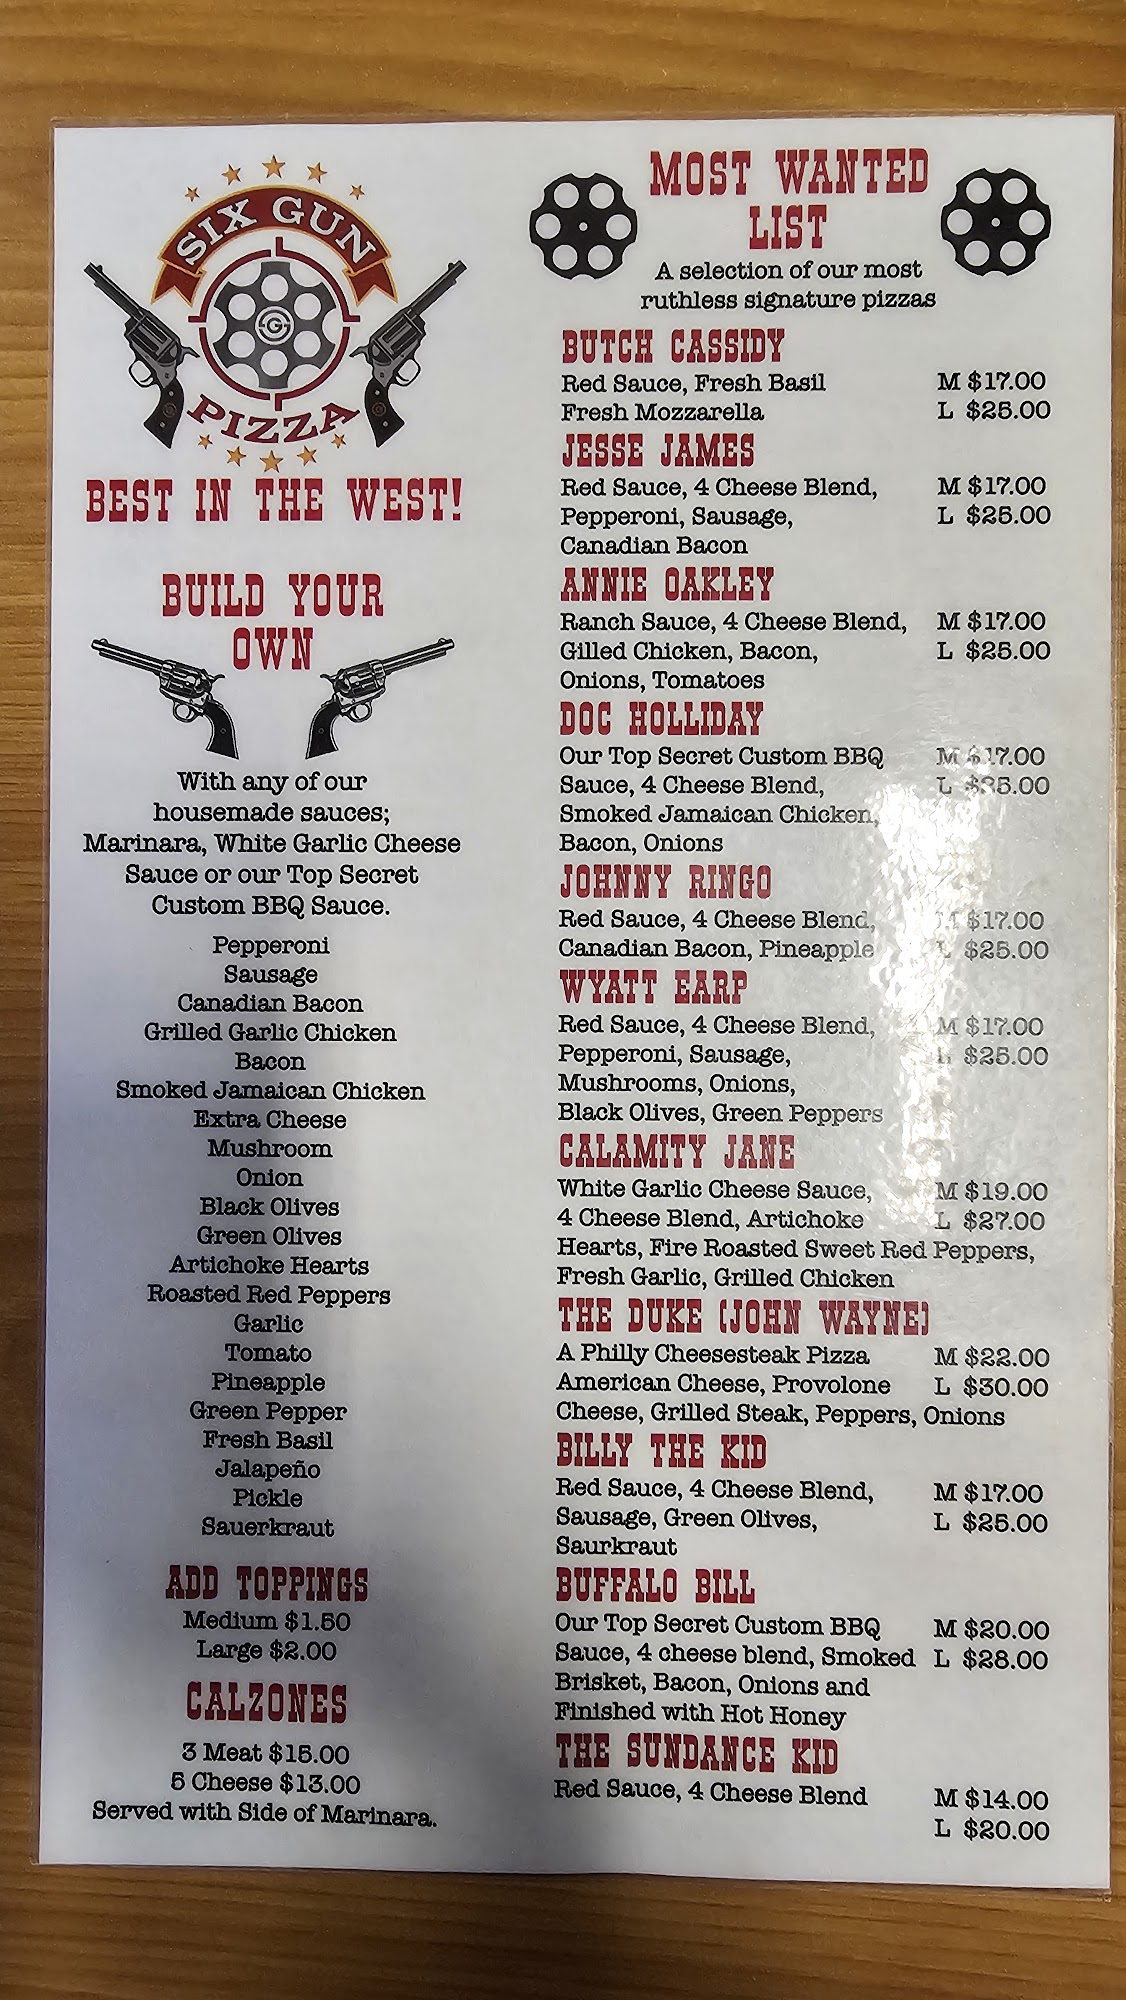 SIX GUN
G
PIZZA
BEST IN THE WEST!
BUILD YOUR
OWN
With any of our
housemade sauces;
Marinara, White Garlic Cheese
Sauce or our Top Secret
Custom BBQ Sauce.
Pepperoni
Sausage
Canadian Bacon
Grilled Garlic Chicken
Bacon
Smoked Jamaican Chicken
Extra Cheese
Mushroom
Onion
Black Olives
Green Olives
Artichoke Hearts
Roasted Red Peppers
Garlic
Tomato
Pineapple
Green Pepper
Fresh Basil
Jalapeño
Pickle
Sauerkraut
ADD TOPPINGS
Medium $1.50
Large $2.00
CALZONES
3 Meat $15.00
5 Cheese $13.00
Served with Side of Marinara.
MOST WANTED
LIST
A selection of our most
ruthless signature pizzas
BUTCH CASSIDY
Red Sauce, Fresh Basil M $17.00
Fresh Mozzarella L $25.00
JESSE JAMES
Red Sauce, 4 Cheese Blend, M $17.00
Pepperoni, Sausage, L $25.00
Canadian Bacon
ANNIE OAKLEY
Ranch Sauce, 4 Cheese Blend, M $17.00
Gilled Chicken, Bacon, L $25.00
Onions, Tomatoes
DOC HOLLIDAY
Our Top Secret Custom BBQ M $17.00
Sauce, 4 Cheese Blend, L $25.00
Smoked Jamaican Chicken,
Bacon, Onions
JOHNNY RINGO
Red Sauce, 4 Cheese Blend, M $17.00
Canadian Bacon, Pineapple L $25.00
WYATT EARP
Red Sauce, 4 Cheese Blend, M $17.00
Pepperoni, Sausage, L $25.00
Mushrooms, Onions,
Black Olives, Green Peppers
CALAMITY JANE
White Garlic Cheese Sauce, M $19.00
4 Cheese Blend, Artichoke L $27.00
Hearts, Fire Roasted Sweet Red Peppers,
Fresh Garlic, Grilled Chicken
THE DUKE (JOHN WAYNE)
A Philly Cheesesteak Pizza M $22.00
American Cheese, Provolone L $30.00
Cheese, Grilled Steak, Peppers, Onions
BILLY THE KID
Red Sauce, 4 Cheese Blend, M $17.00
Sausage, Green Olives, L $25.00
Saurkraut
BUFFALO BILL
Our Top Secret Custom BBQ M $20.00
Sauce, 4 cheese blend, Smoked L $28.00
Brisket, Bacon, Onions and
Finished with Hot Honey
THE SUNDANCE KID
Red Sauce, 4 Cheese Blend M $14.00
L $20.00